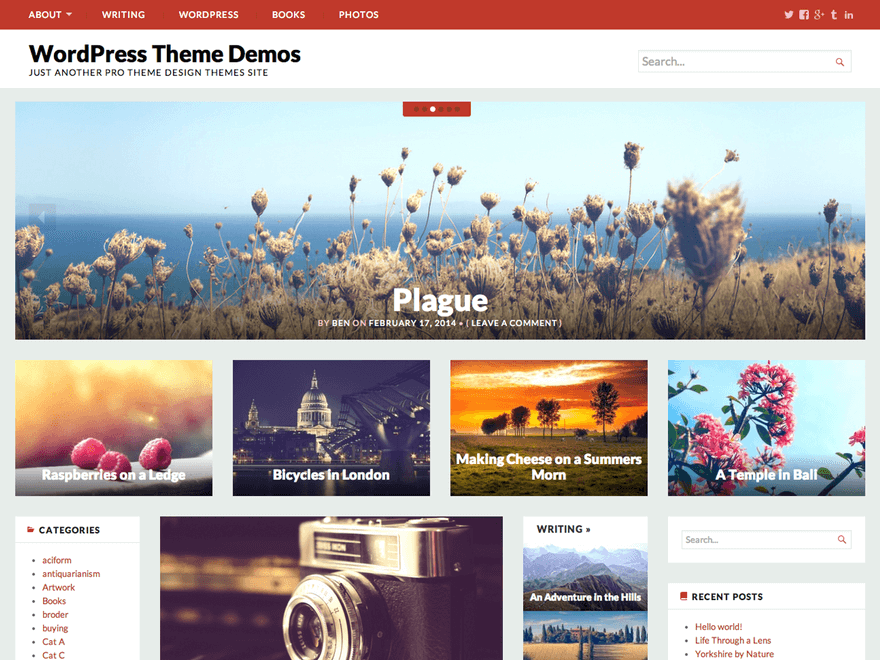 ABOUT WRITING WORDPRESS BOOKS PHOTOS
WordPress Theme Demos
JUST ANOTHER PRO THEME DESIGN THEMES SITE
Search...
Plague
BY BEN ON FEBRUARY 17, 2014 • ( LEAVE A COMMENT )
Raspberries on a Ledge
Bicycles in London
Making Cheese on a Summers
Morn
A Temple in Ball
CATEGORIES
aciform
antiquarianism
Artwork
Books
broder
buying
Cat A
Cat C
WRITING »
An Adventure in the Hills
Search...
RECENT POSTS
Hello world!
Life Through a Lens
Yorkshire by Nature